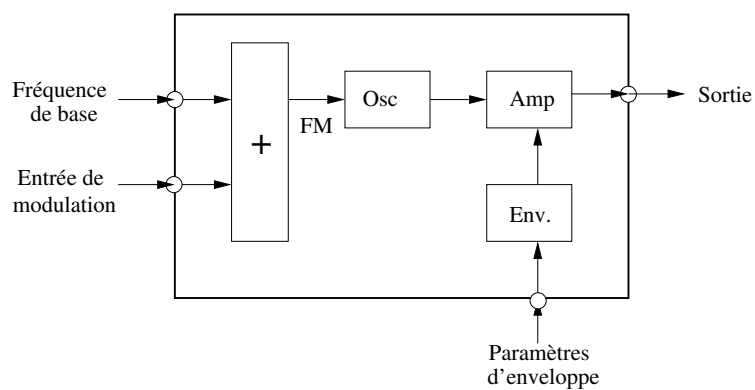 Fréquence
de base
Entrée de
modulation
+
FM
Osc
Amp
Env.
Sortie
Paramètres
d'enveloppe